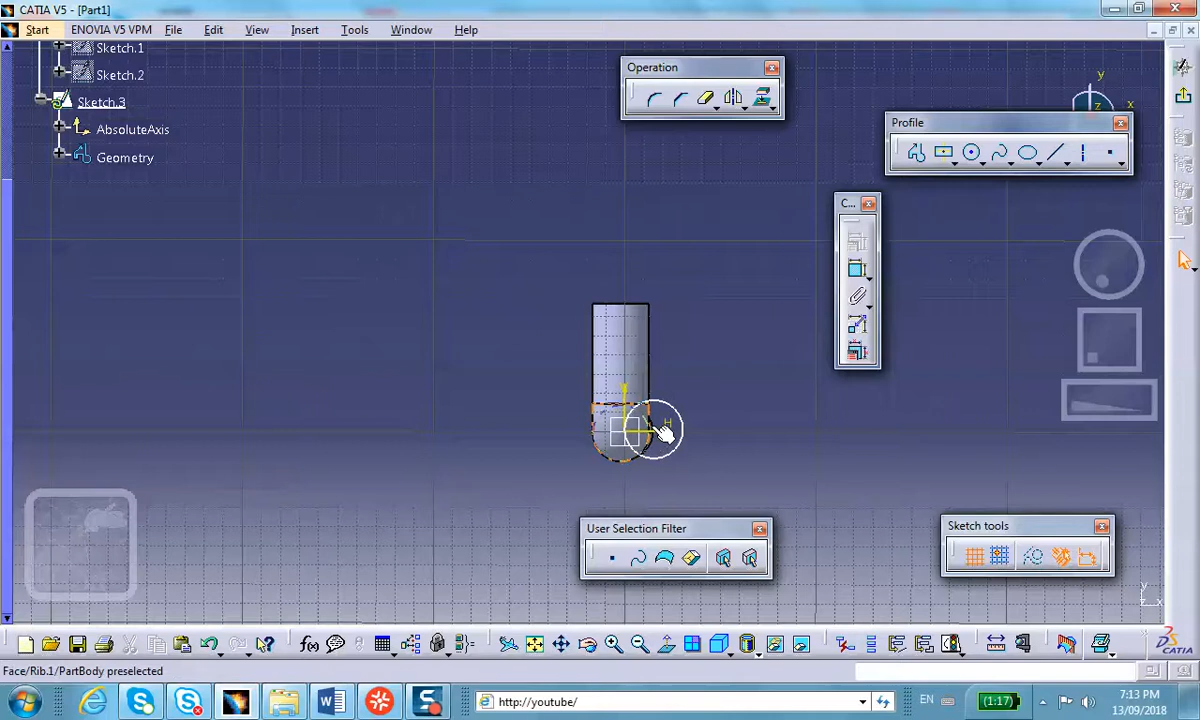 CATIA V5 - [Part1]
Start ENOVIA V5 VPM File Edit View Insert Tools Window Help
Sketch.1
Sketch.2
Sketch.3
AbsoluteAxis
Geometry
Operation
y
z
x
Profile
C...
H
User Selection Filter
Sketch tools
y
z x
f(x)
CATIA
Face/Rib.1/PartBody preselected
http://youtube/
EN
(1:17)
7:13 PM
13/09/2018